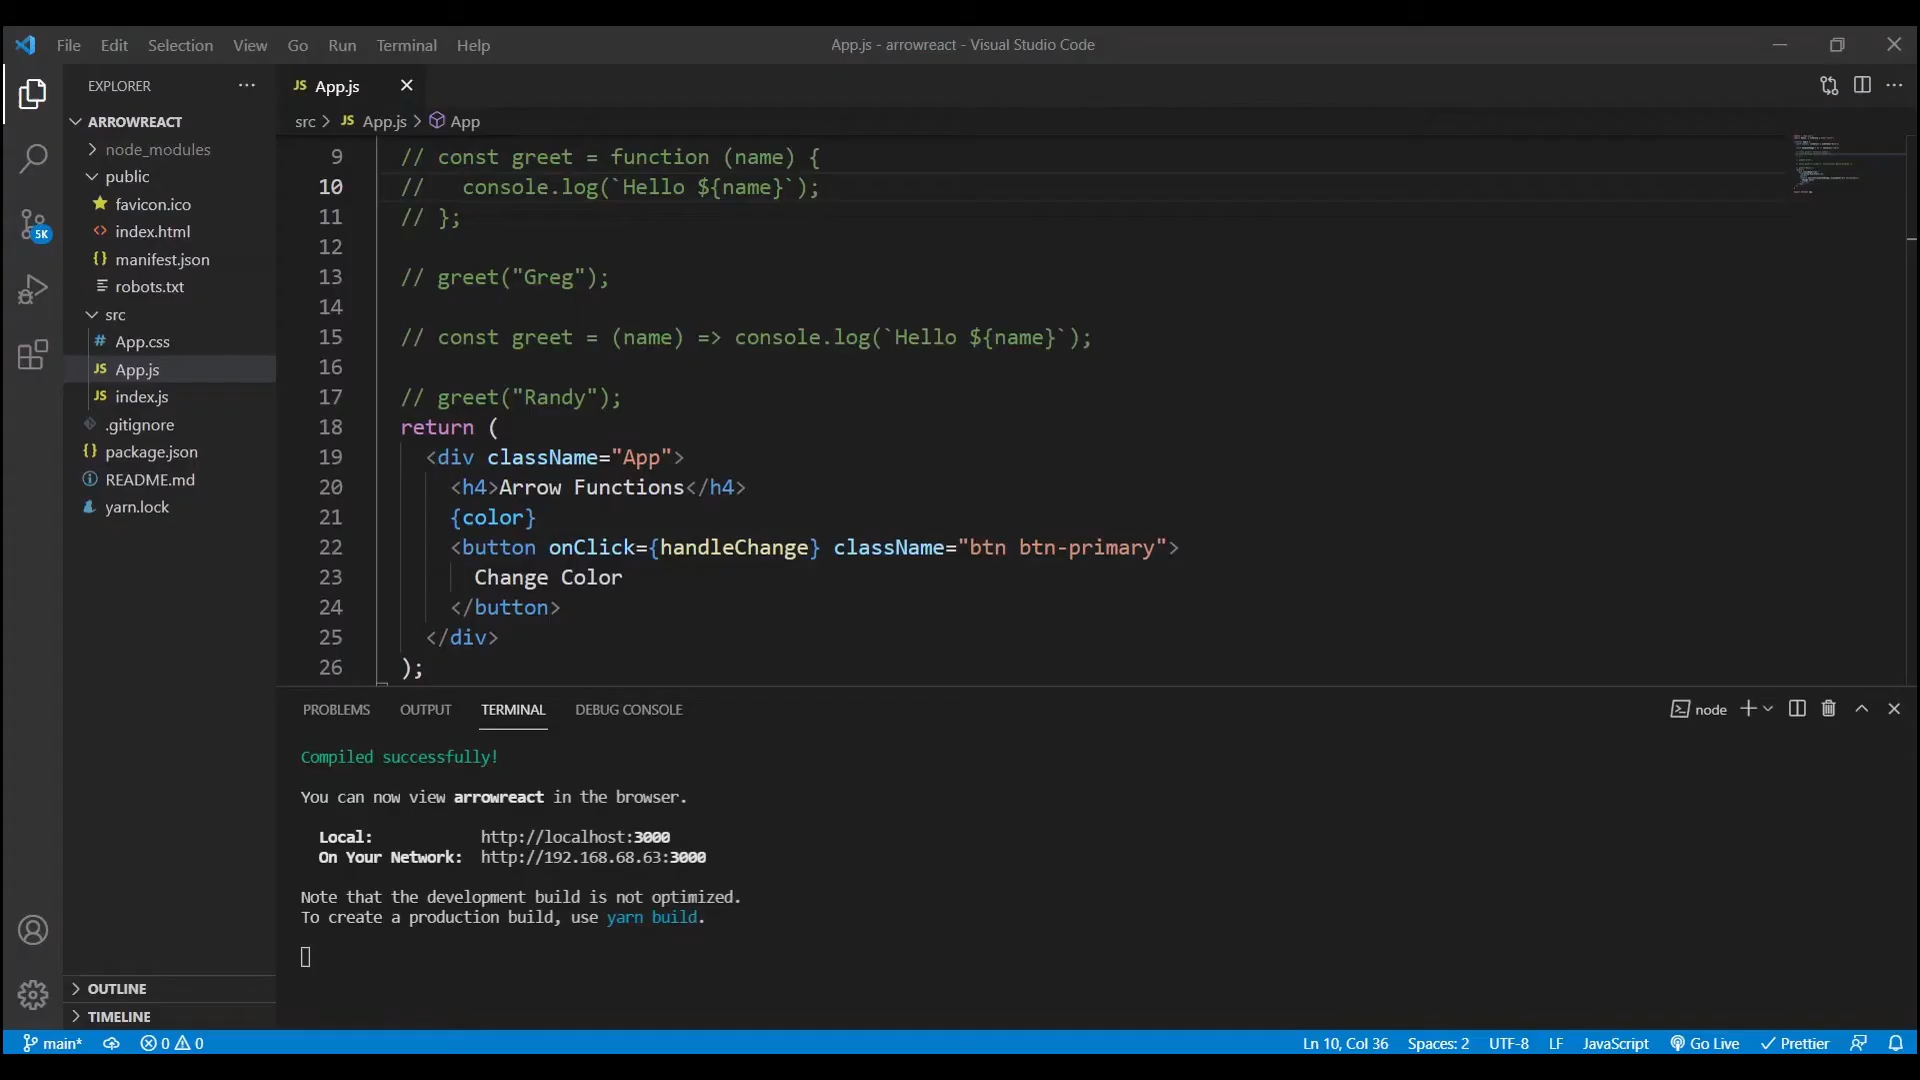 File Edit Selection View Go Run Terminal Help
App.js - arrowreact - Visual Studio Code
EXPLORER
JS App.js
ARROWREACT
src > JS App.js > App
node_modules
public
favicon.ico
index.html
manifest.json
robots.txt
src
App.css
JS App.js
JS index.js
.gitignore
package.json
README.md
yarn.lock
5K
9 // const greet = function (name) {
10 //   console.log(`Hello ${name}`);
11 // };
12
13 // greet("Greg");
14
15 // const greet = (name) => console.log(`Hello ${name}`);
16
17 // greet("Randy");
18 return (
19 <div className="App">
20 <h4>Arrow Functions</h4>
21 {color}
22 <button onClick={handleChange} className="btn btn-primary">
23 Change Color
24 </button>
25 </div>
26 );
PROBLEMS OUTPUT TERMINAL DEBUG CONSOLE
node
Compiled successfully!
You can now view arrowreact in the browser.
Local: http://localhost:3000
On Your Network: http://192.168.68.63:3000
Note that the development build is not optimized.
To create a production build, use yarn build.
OUTLINE
TIMELINE
main* 0 0
Ln 10, Col 36 Spaces: 2 UTF-8 LF JavaScript Go Live Prettier